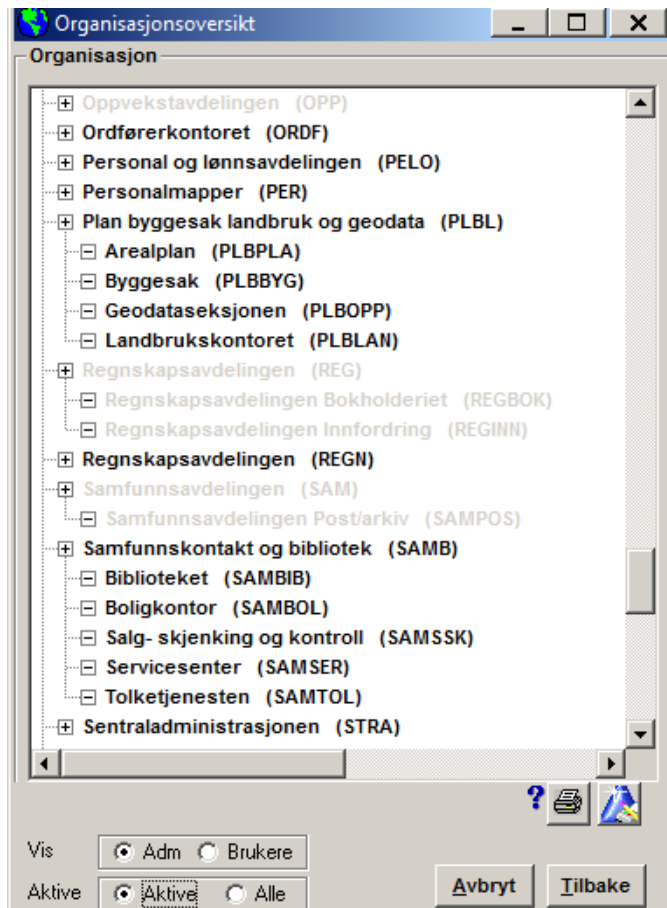 Organisasjonsoversikt
Organisasjon
Oppvekstavdelingen (OPP)
Ordførerkontoret (ORDF)
Personal og lønnsavdelingen (PELO)
Personalmapper (PER)
Plan byggesak landbruk og geodata (PLBL)
Arealplan (PLBPLA)
Byggesak (PLBBYG)
Geodataseksjonen (PLBOPP)
Landbrukskontoret (PLBLAN)
Regnskapsavdelingen (REG)
Regnskapsavdelingen Bokholderiet (REGBOK)
Regnskapsavdelingen Innfordring (REGINN)
Regnskapsavdelingen (REGN)
Samfunnsavdelingen (SAM)
Samfunnsavdelingen Post/arkiv (SAMPOS)
Samfunnskontakt og bibliotek (SAMB)
Biblioteket (SAMBIB)
Boligkontor (SAMBOL)
Salg- skjenking og kontroll (SAMSSK)
Servicesenter (SAMSER)
Tolketjenesten (SAMTOL)
Sentraladministrasjonen (STRA)
?
Vis Adm Brukere
Aktive Aktive Alle
Avbryt Tilbake